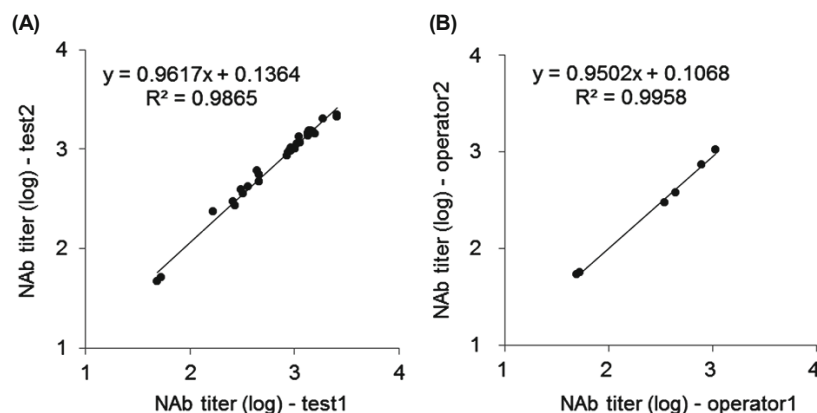 (A)
NAb titer (log) - test2
4
3
2
1
y = 0.9617x + 0.1364
R² = 0.9865
1 2 3 4
NAb titer (log) - test1
(B)
NAb titer (log) - operator2
4
3
2
1
y = 0.9502x + 0.1068
R² = 0.9958
1 2 3 4
NAb titer (log) - operator1